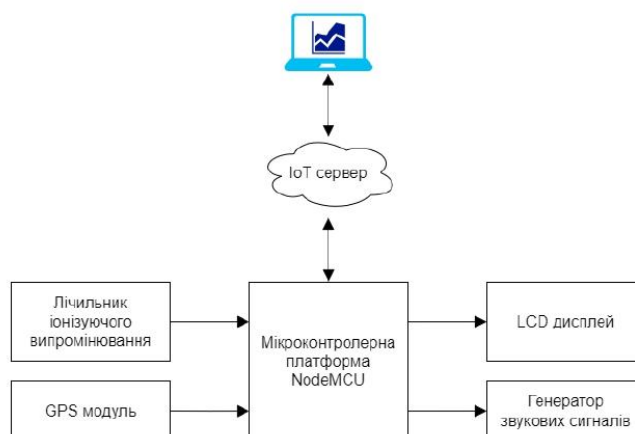 IoT сервер
Лічильник
іонізуючого
випромінювання
Мікроконтролерна
платформа
NodeMCU
LCD дисплей
GPS модуль
Генератор
звукових сигналів